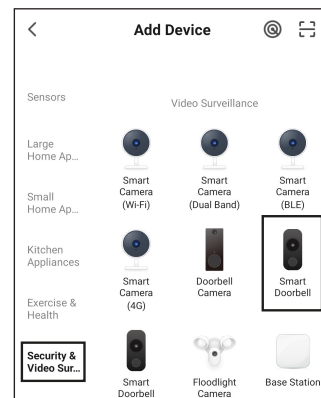 Add Device
Sensors
Large
Home Ap...
Small
Home Ap...
Kitchen
Appliances
Exercise &
Health
Security &
Video Sur...
Video Surveillance
Smart
Camera
(Wi-Fi)
Smart
Camera
(Dual Band)
Smart
Camera
(BLE)
Smart
Camera
(4G)
Doorbell
Camera
Smart
Doorbell
Smart
Doorbell
Floodlight
Camera
Base Station